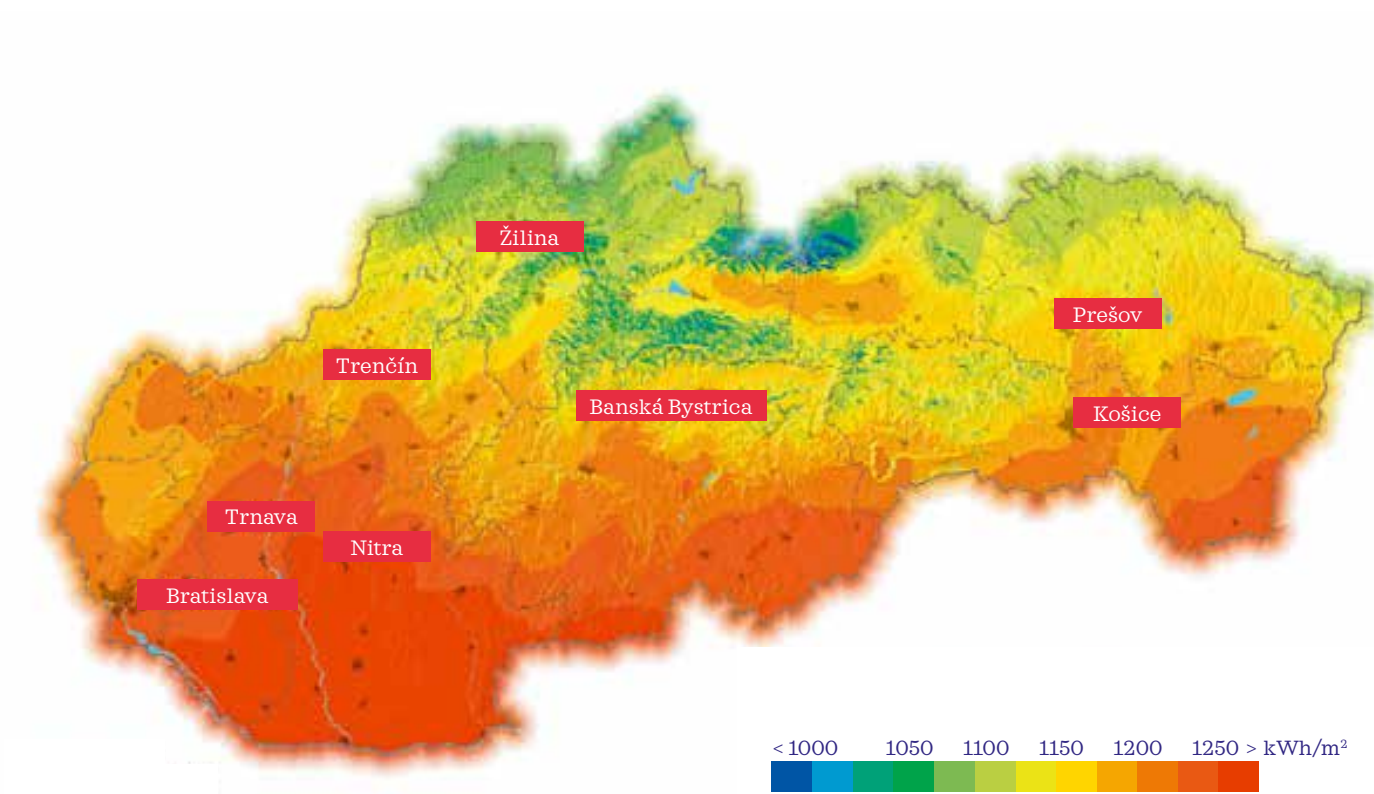 Žilina
Prešov
Trenčín
Banská Bystrica
Košice
Trnava
Nitra
Bratislava
< 1000 1050 1100 1150 1200 1250 > kWh/m²